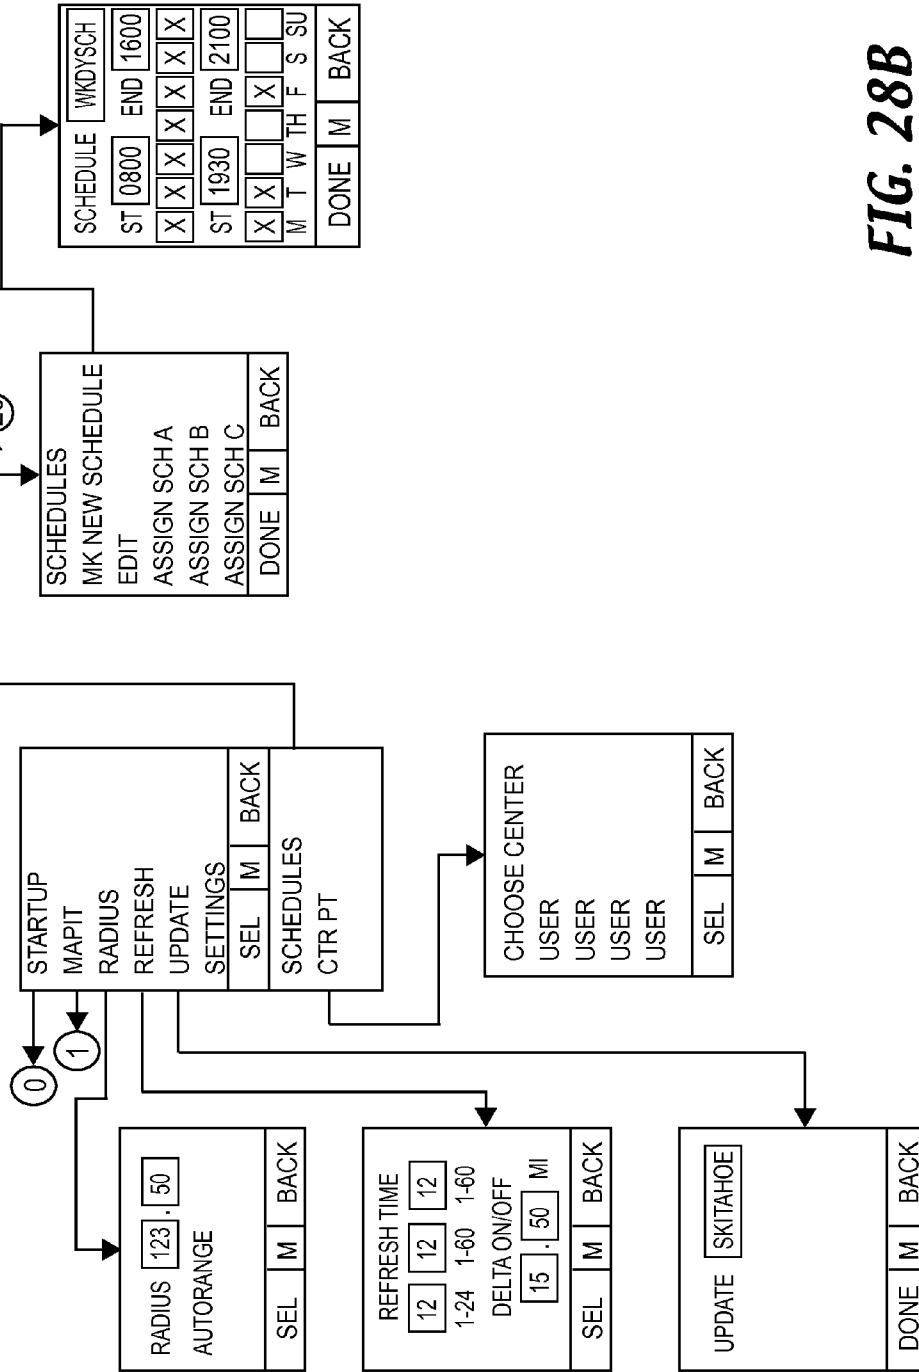 RADIUS 123 . 50
AUTORANGE
SEL M BACK
REFRESH TIME
12 12 12
1-24 1-60 1-60
DELTA ON/OFF
15 . 50 MI
SEL M BACK
UPDATE SKITAHOE
DONE M BACK
0
1
STARTUP
MAPIT
RADIUS
REFRESH
UPDATE
SETTINGS
SEL M BACK
SCHEDULES
CTR PT
CHOOSE CENTER
USER
USER
USER
USER
SEL M BACK
SCHEDULES
MK NEW SCHEDULE
EDIT
ASSIGN SCH A
ASSIGN SCH B
ASSIGN SCH C
DONE M BACK
SCHEDULE WKDYSCH
ST 0800 END 1600
X X X X X X X
ST 1930 END 2100
X X X
M T W TH F S SU
DONE M BACK
FIG. 28B